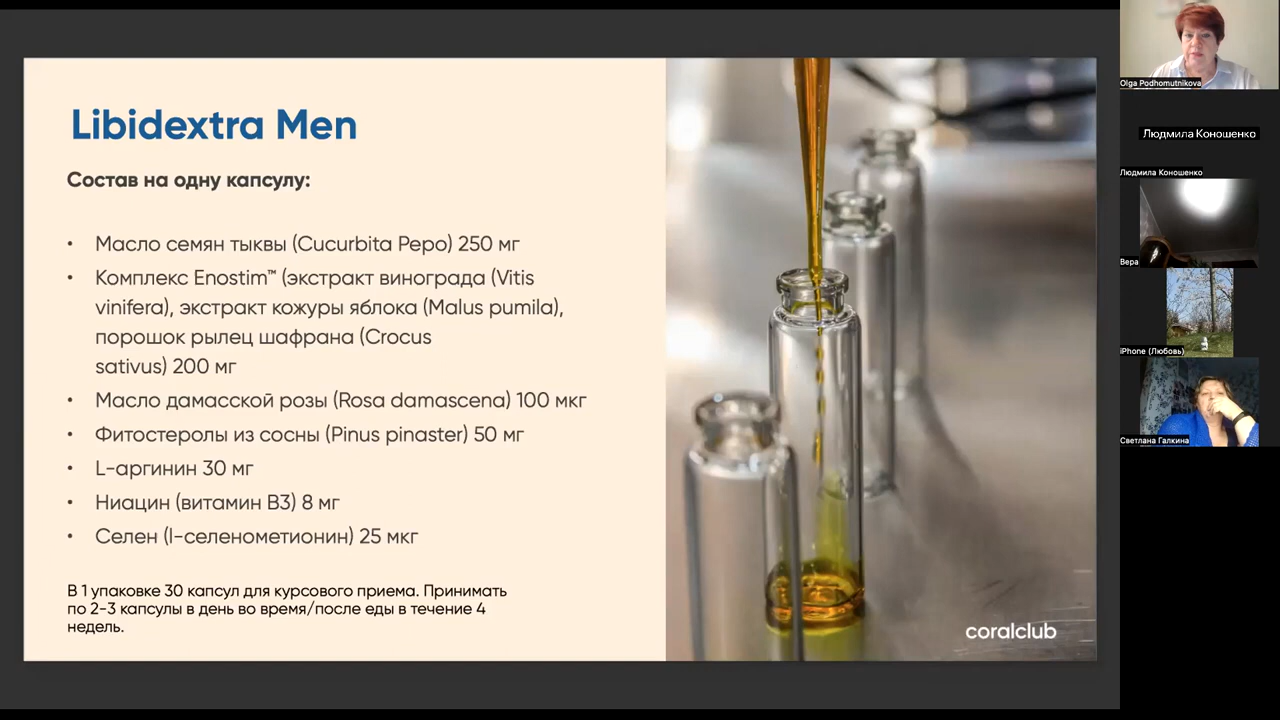 Libidextra Men
Состав на одну капсулу:
• Масло семян тыквы (Cucurbita Pepo) 250 мг
• Комплекс Enostim™ (экстракт винограда (Vitis
vinifera), экстракт кожуры яблока (Malus pumila),
порошок рылец шафрана (Crocus
sativus) 200 мг
• Масло дамасской розы (Rosa damascena) 100 мкг
• Фитостеролы из сосны (Pinus pinaster) 50 мг
• L-аргинин 30 мг
• Ниацин (витамин B3) 8 мг
• Селен (l-селенометионин) 25 мкг
В 1 упаковке 30 капсул для курсового приема. Принимать
по 2-3 капсулы в день во время/после еды в течение 4
недель.
coralclub
Olga Podhomutnikova
Людмила Коношенко
Людмила Коношенко
Вера
iPhone (Любовь)
Светлана Галкина